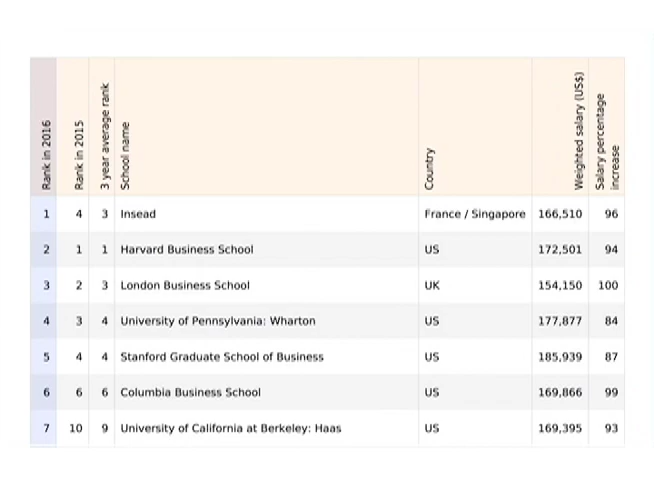 Rank in 2016 Rank in 2015 3 year average rank School name Country Weighted salary (US$) Salary percentage increase
1 4 3 Insead France / Singapore 166,510 96
2 1 1 Harvard Business School US 172,501 94
3 2 3 London Business School UK 154,150 100
4 3 4 University of Pennsylvania: Wharton US 177,877 84
5 4 4 Stanford Graduate School of Business US 185,939 87
6 6 6 Columbia Business School US 169,866 99
7 10 9 University of California at Berkeley: Haas US 169,395 93